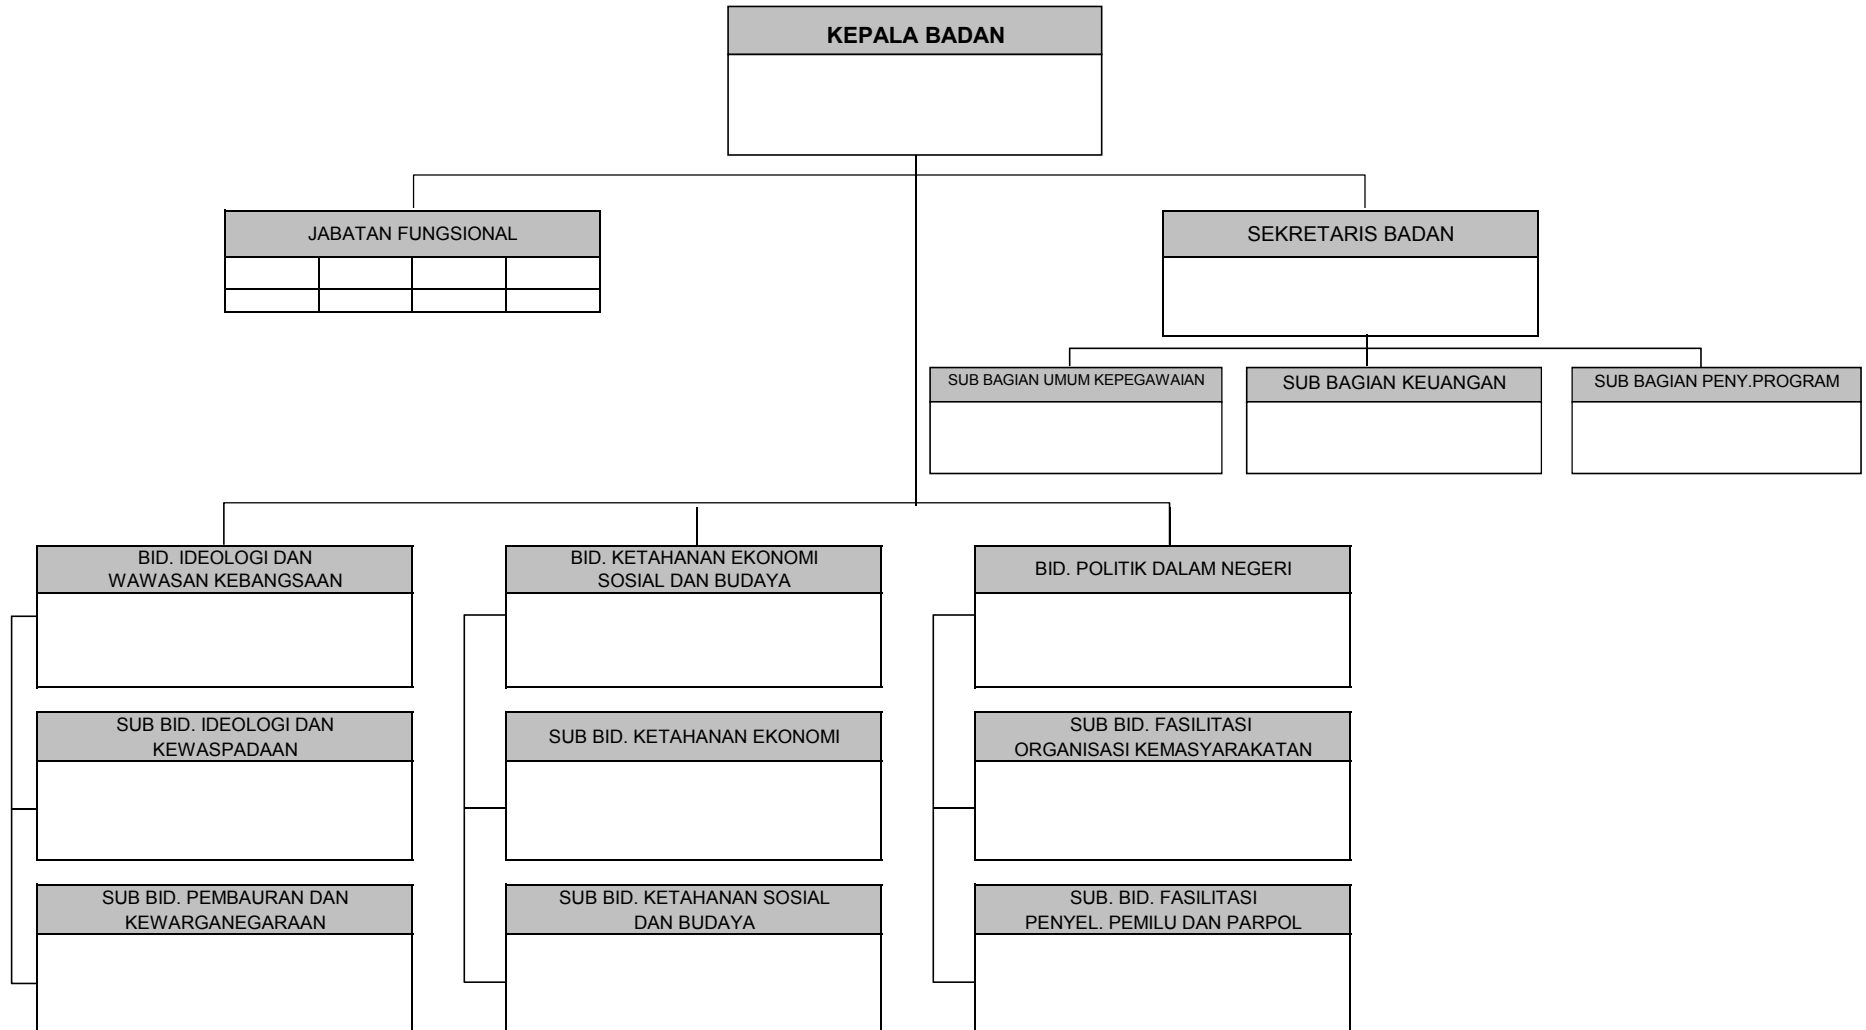 KEPALA BADAN
JABATAN FUNGSIONAL
SEKRETARIS BADAN
SUB BAGIAN UMUM KEPEGAWAIAN
SUB BAGIAN KEUANGAN
SUB BAGIAN PENY.PROGRAM
BID. IDEOLOGI DAN
WAWASAN KEBANGSAAN
BID. KETAHANAN EKONOMI
SOSIAL DAN BUDAYA
BID. POLITIK DALAM NEGERI
SUB BID. IDEOLOGI DAN
KEWASPADAAN
SUB BID. KETAHANAN EKONOMI
SUB BID. FASILITASI
ORGANISASI KEMASYARAKATAN
SUB BID. PEMBAURAN DAN
KEWARGANEGARAAN
SUB BID. KETAHANAN SOSIAL
DAN BUDAYA
SUB. BID. FASILITASI
PENYEL. PEMILU DAN PARPOL